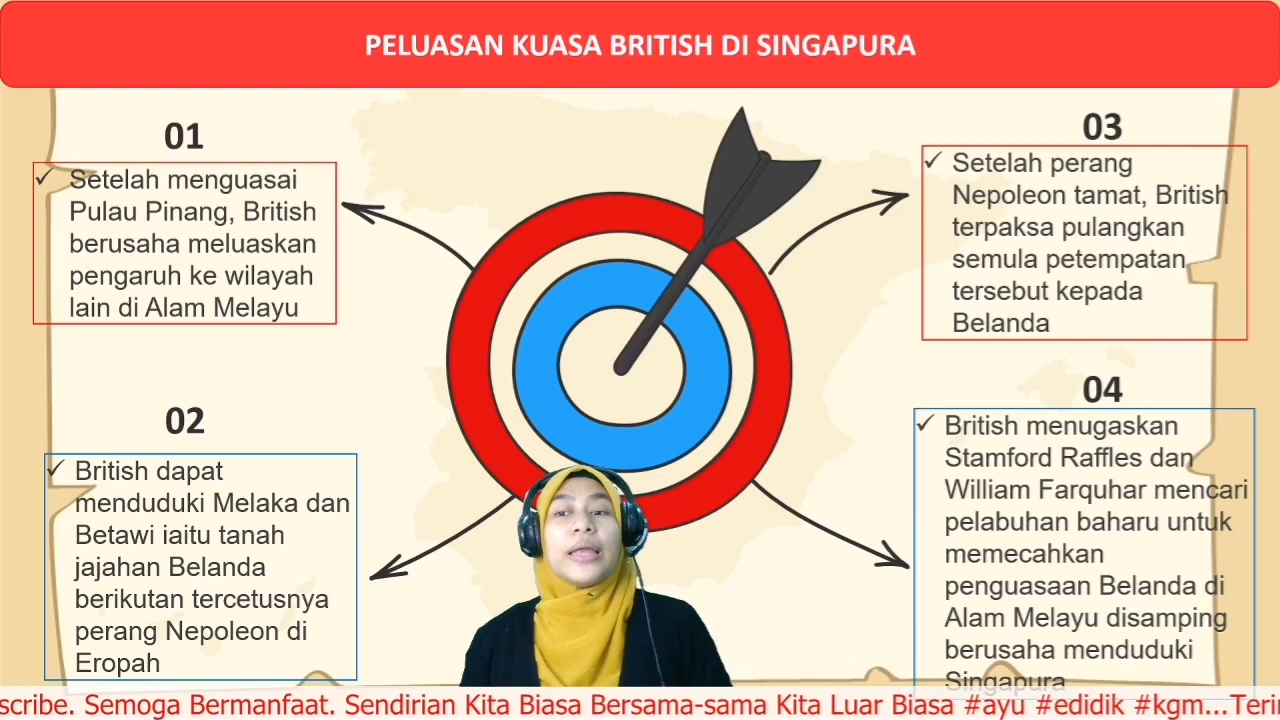 PELUASAN KUASA BRITISH DI SINGAPURA
01
✓ Setelah menguasai
Pulau Pinang, British
berusaha meluaskan
pengaruh ke wilayah
lain di Alam Melayu
02
✓ British dapat
menduduki Melaka dan
Betawi iaitu tanah
jajahan Belanda
berikutan tercetusnya
perang Nepoleon di
Eropah
03
✓ Setelah perang
Nepoleon tamat, British
terpaksa pulangkan
semula petempatan
tersebut kepada
Belanda
04
✓ British menugaskan
Stamford Raffles dan
William Farquhar mencari
pelabuhan baharu untuk
memecahkan
penguasaan Belanda di
Alam Melayu disamping
berusaha menduduki
Singapura
scribe. Semoga Bermanfaat. Sendirian Kita Biasa Bersama-sama Kita Luar Biasa #ayu #edidik #kgm...Teri